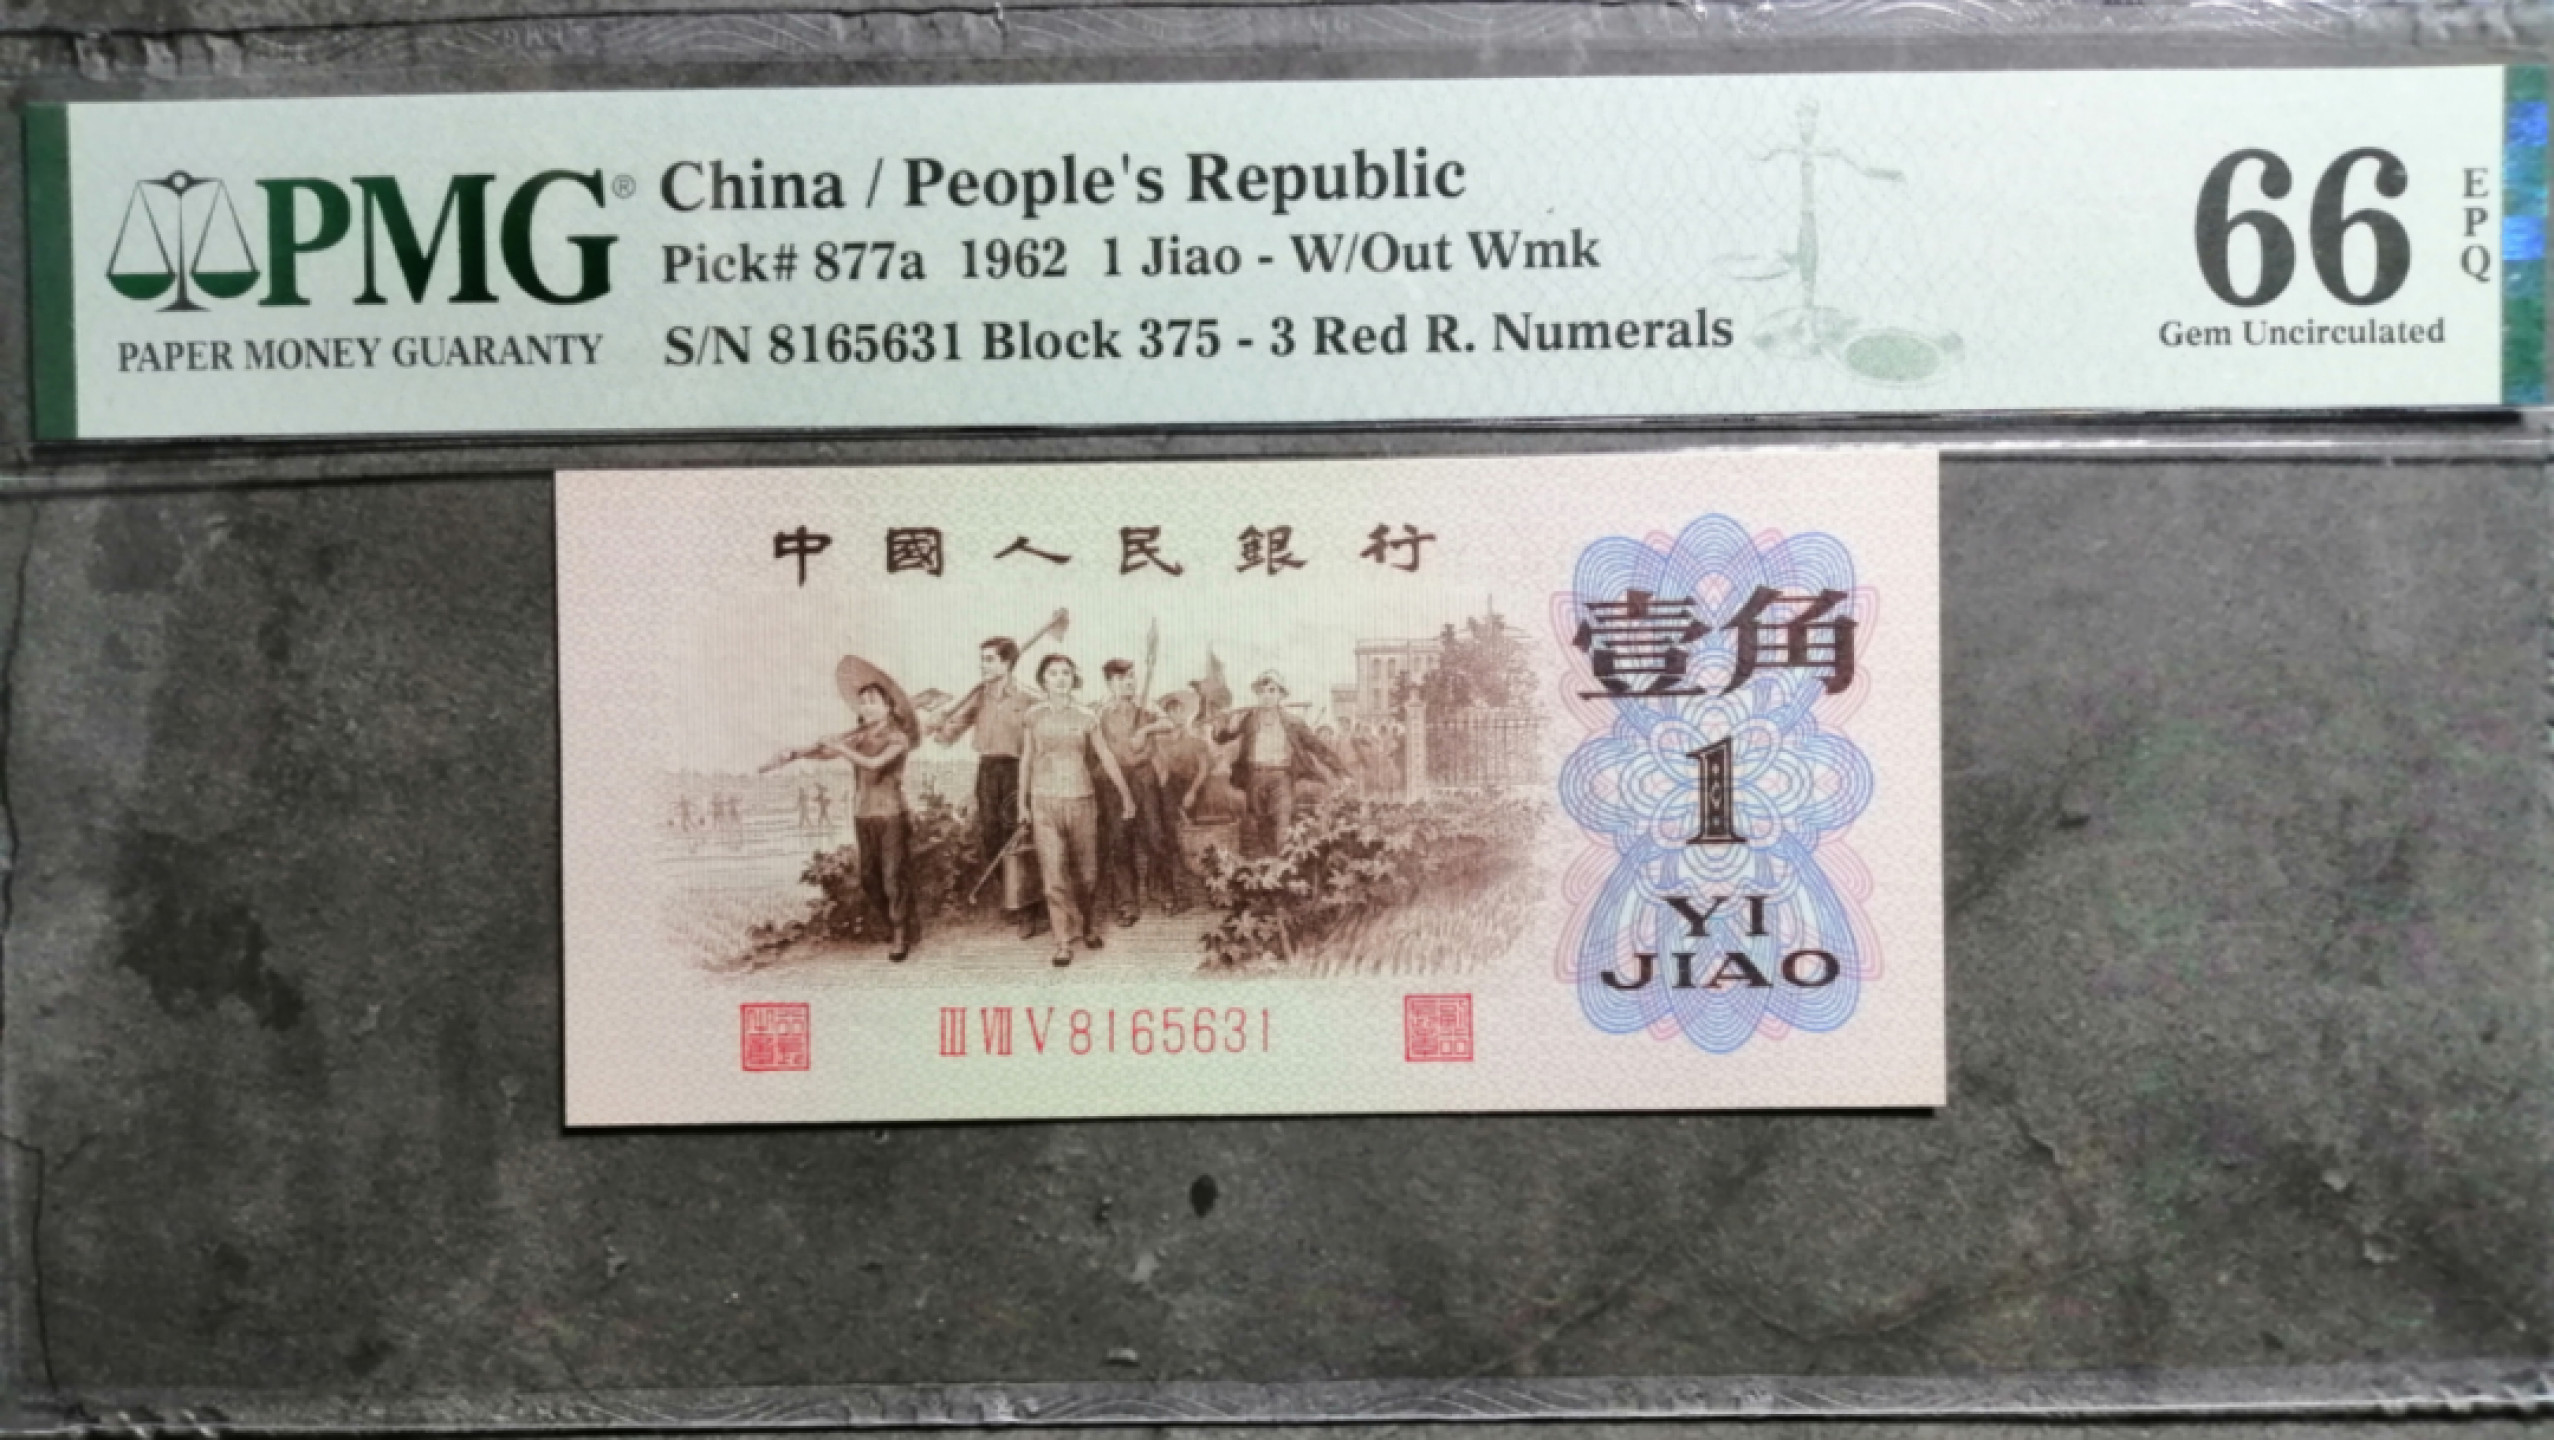 PMG®
PAPER MONEY GUARANTY
China / People's Republic
Pick# 877a 1962 1 Jiao - W/Out Wmk
S/N 8165631 Block 375 - 3 Red R. Numerals
66
EPQ
Gem Uncirculated
中國人民銀行
壹角
1
YI
JIAO
III VII V 8165631